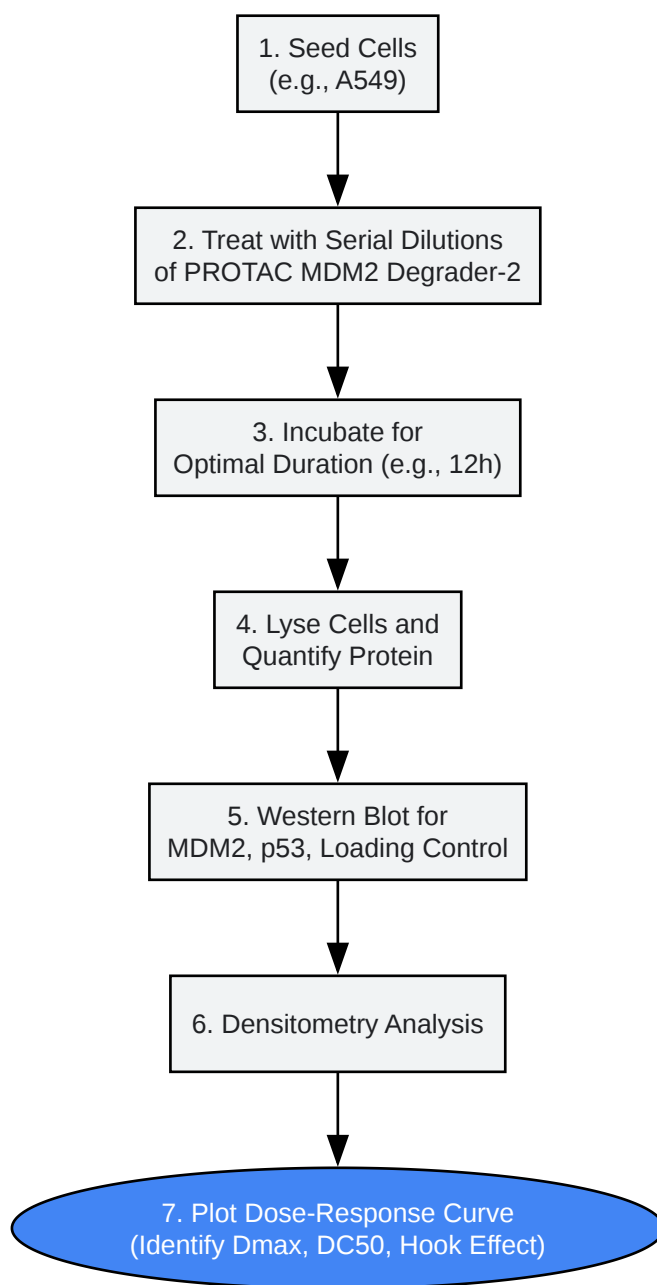 1. Seed Cells
(e.g., A549)
2. Treat with Serial Dilutions
of PROTAC MDM2 Degrader-2
3. Incubate for
Optimal Duration (e.g., 12h)
4. Lyse Cells and
Quantify Protein
5. Western Blot for
MDM2, p53, Loading Control
6. Densitometry Analysis
7. Plot Dose-Response Curve
(Identify Dmax, DC50, Hook Effect)